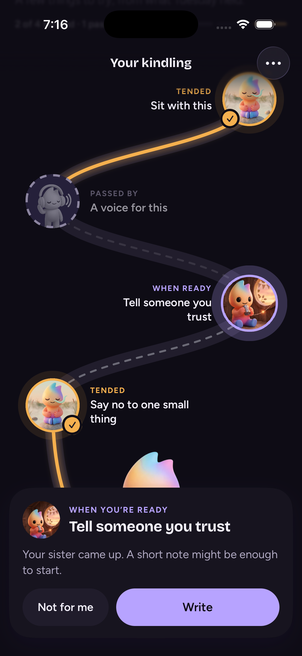 7:16
Your kindling
TENDED
Sit with this
PASSED BY
A voice for this
WHEN READY
Tell someone you
trust
TENDED
Say no to one small
thing
WHEN YOU'RE READY
Tell someone you trust
Your sister came up. A short note might be enough
to start.
Not for me
Write